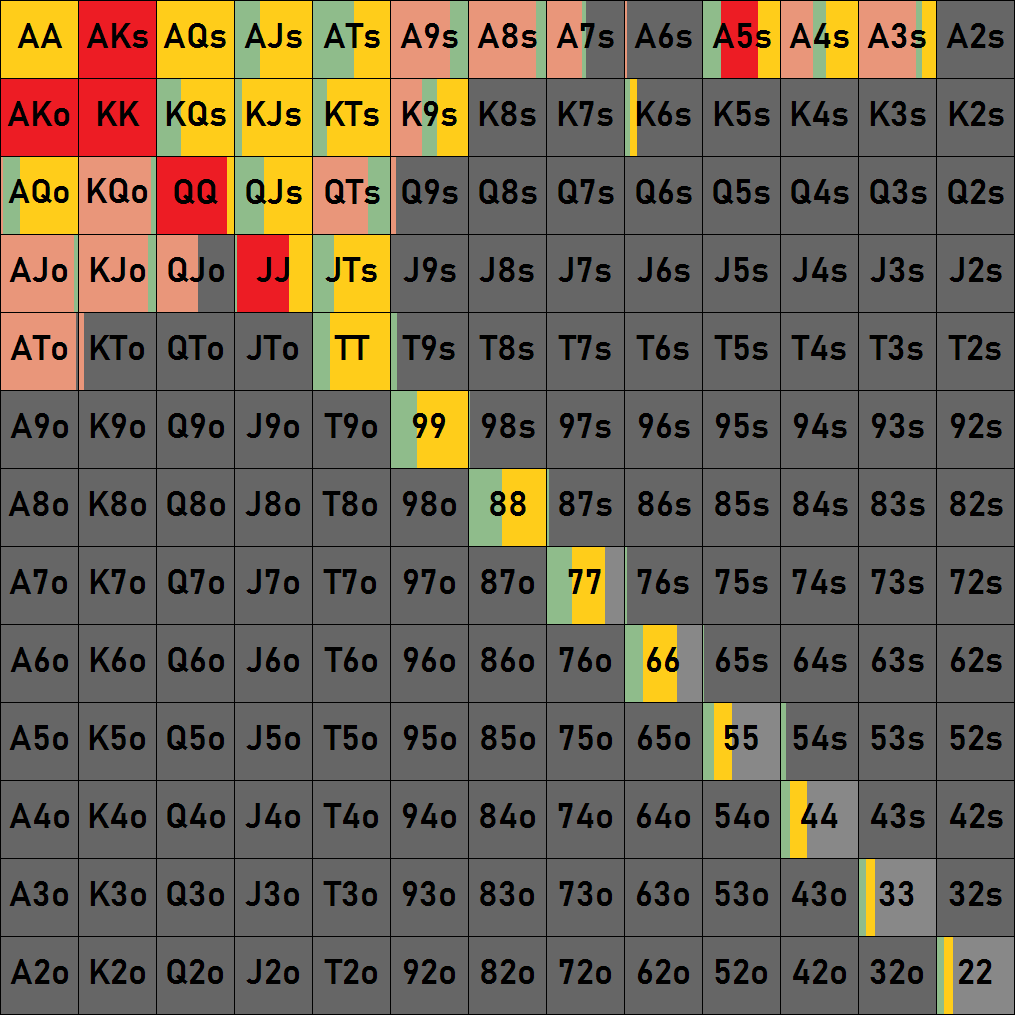 AA AKs AQs AJs ATs A9s A8s A7s A6s A5s A4s A3s A2s
AKo KK KQs KJs KTs K9s K8s K7s K6s K5s K4s K3s K2s
AQo KQo QQ QJs QTs Q9s Q8s Q7s Q6s Q5s Q4s Q3s Q2s
AJo KJo QJo JJ JTs J9s J8s J7s J6s J5s J4s J3s J2s
ATo KTo QTo JTo TT T9s T8s T7s T6s T5s T4s T3s T2s
A9o K9o Q9o J9o T9o 99 98s 97s 96s 95s 94s 93s 92s
A8o K8o Q8o J8o T8o 98o 88 87s 86s 85s 84s 83s 82s
A7o K7o Q7o J7o T7o 97o 87o 77 76s 75s 74s 73s 72s
A6o K6o Q6o J6o T6o 96o 86o 76o 66 65s 64s 63s 62s
A5o K5o Q5o J5o T5o 95o 85o 75o 65o 55 54s 53s 52s
A4o K4o Q4o J4o T4o 94o 84o 74o 64o 54o 44 43s 42s
A3o K3o Q3o J3o T3o 93o 83o 73o 63o 53o 43o 33 32s
A2o K2o Q2o J2o T2o 92o 82o 72o 62o 52o 42o 32o 22